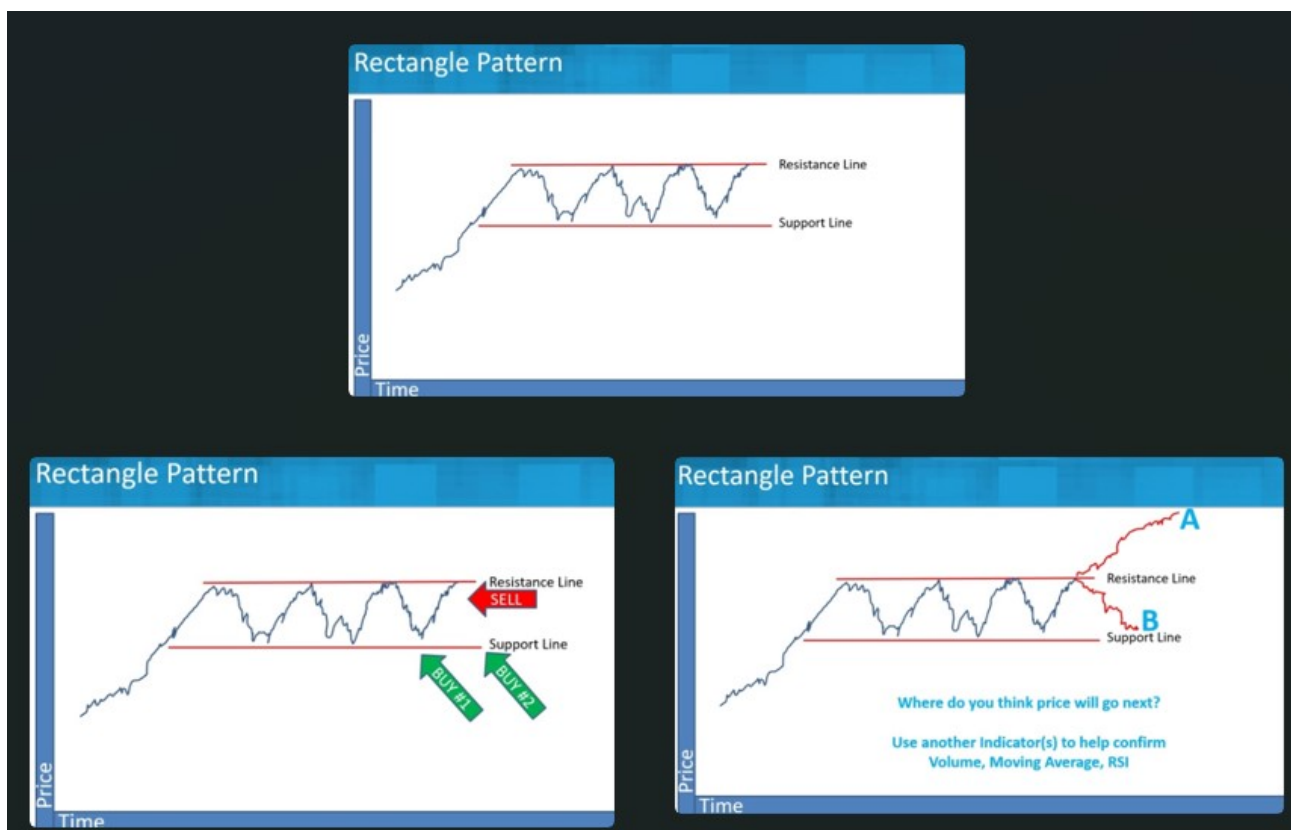 Rectangle Pattern
Resistance Line
Support Line
Price
Time
Rectangle Pattern
Resistance Line
SELL
Support Line
BUY #1
BUY #2
Price
Time
Rectangle Pattern
A
Resistance Line
B
Support Line
Where do you think price will go next?
Use another Indicator(s) to help confirm
Volume, Moving Average, RSI
Price
Time